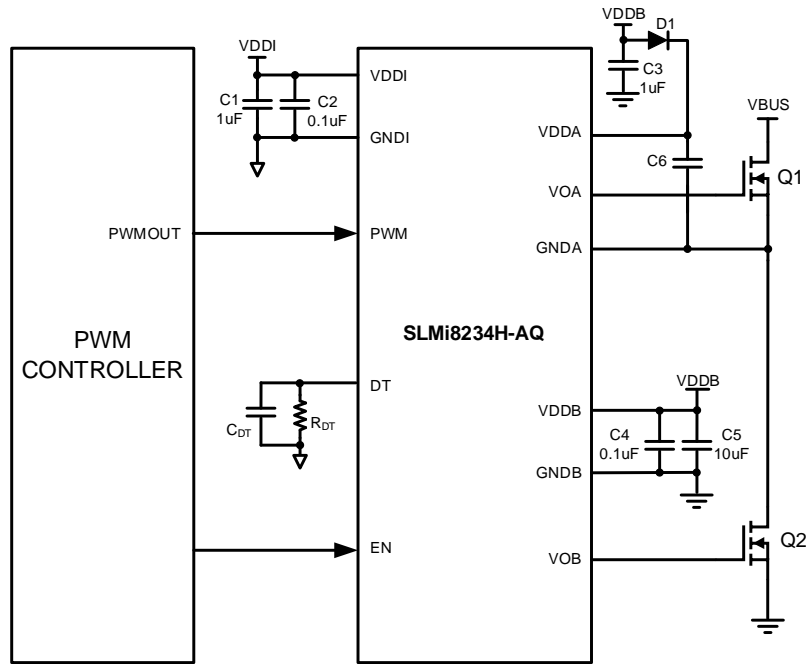 PWM
CONTROLLER
PWMOUT
VDDI
C1
1uF
C2
0.1uF
VDDI
GNDI
PWM
SLMi8234H-AQ
DT
CDT
RDT
EN
VDDB
D1
C3
1uF
VBUS
VDDA
C6
VOA
Q1
GNDA
VDDB
VDDB
C4
0.1uF
C5
10uF
GNDB
VOB
Q2